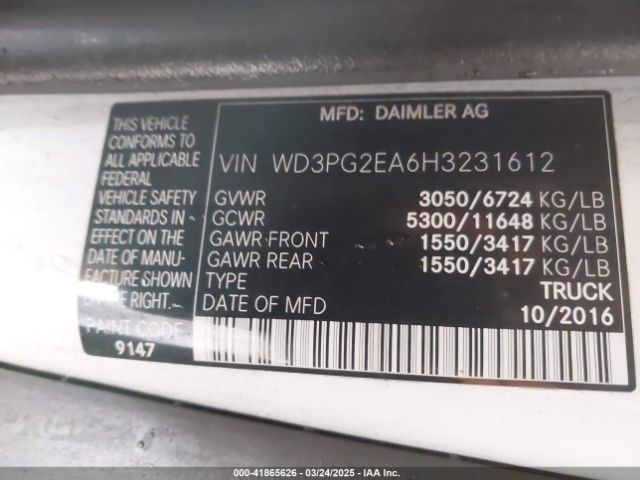 THIS VEHICLE
CONFORMS TO
ALL APPLICABLE
FEDERAL
VEHICLE SAFETY
STANDARDS IN
EFFECT ON THE
DATE OF MANU-
FACTURE SHOWN
ON THE RIGHT.
PAINT CODE
9147
MFD: DAIMLER AG
VIN WD3PG2EA6H3231612
GVWR 3050/6724 KG/LB
GCWR 5300/11648 KG/LB
GAWR FRONT 1550/3417 KG/LB
GAWR REAR 1550/3417 KG/LB
TYPE TRUCK
DATE OF MFD 10/2016
000-41865626 - 03/24/2025 - IAA Inc.